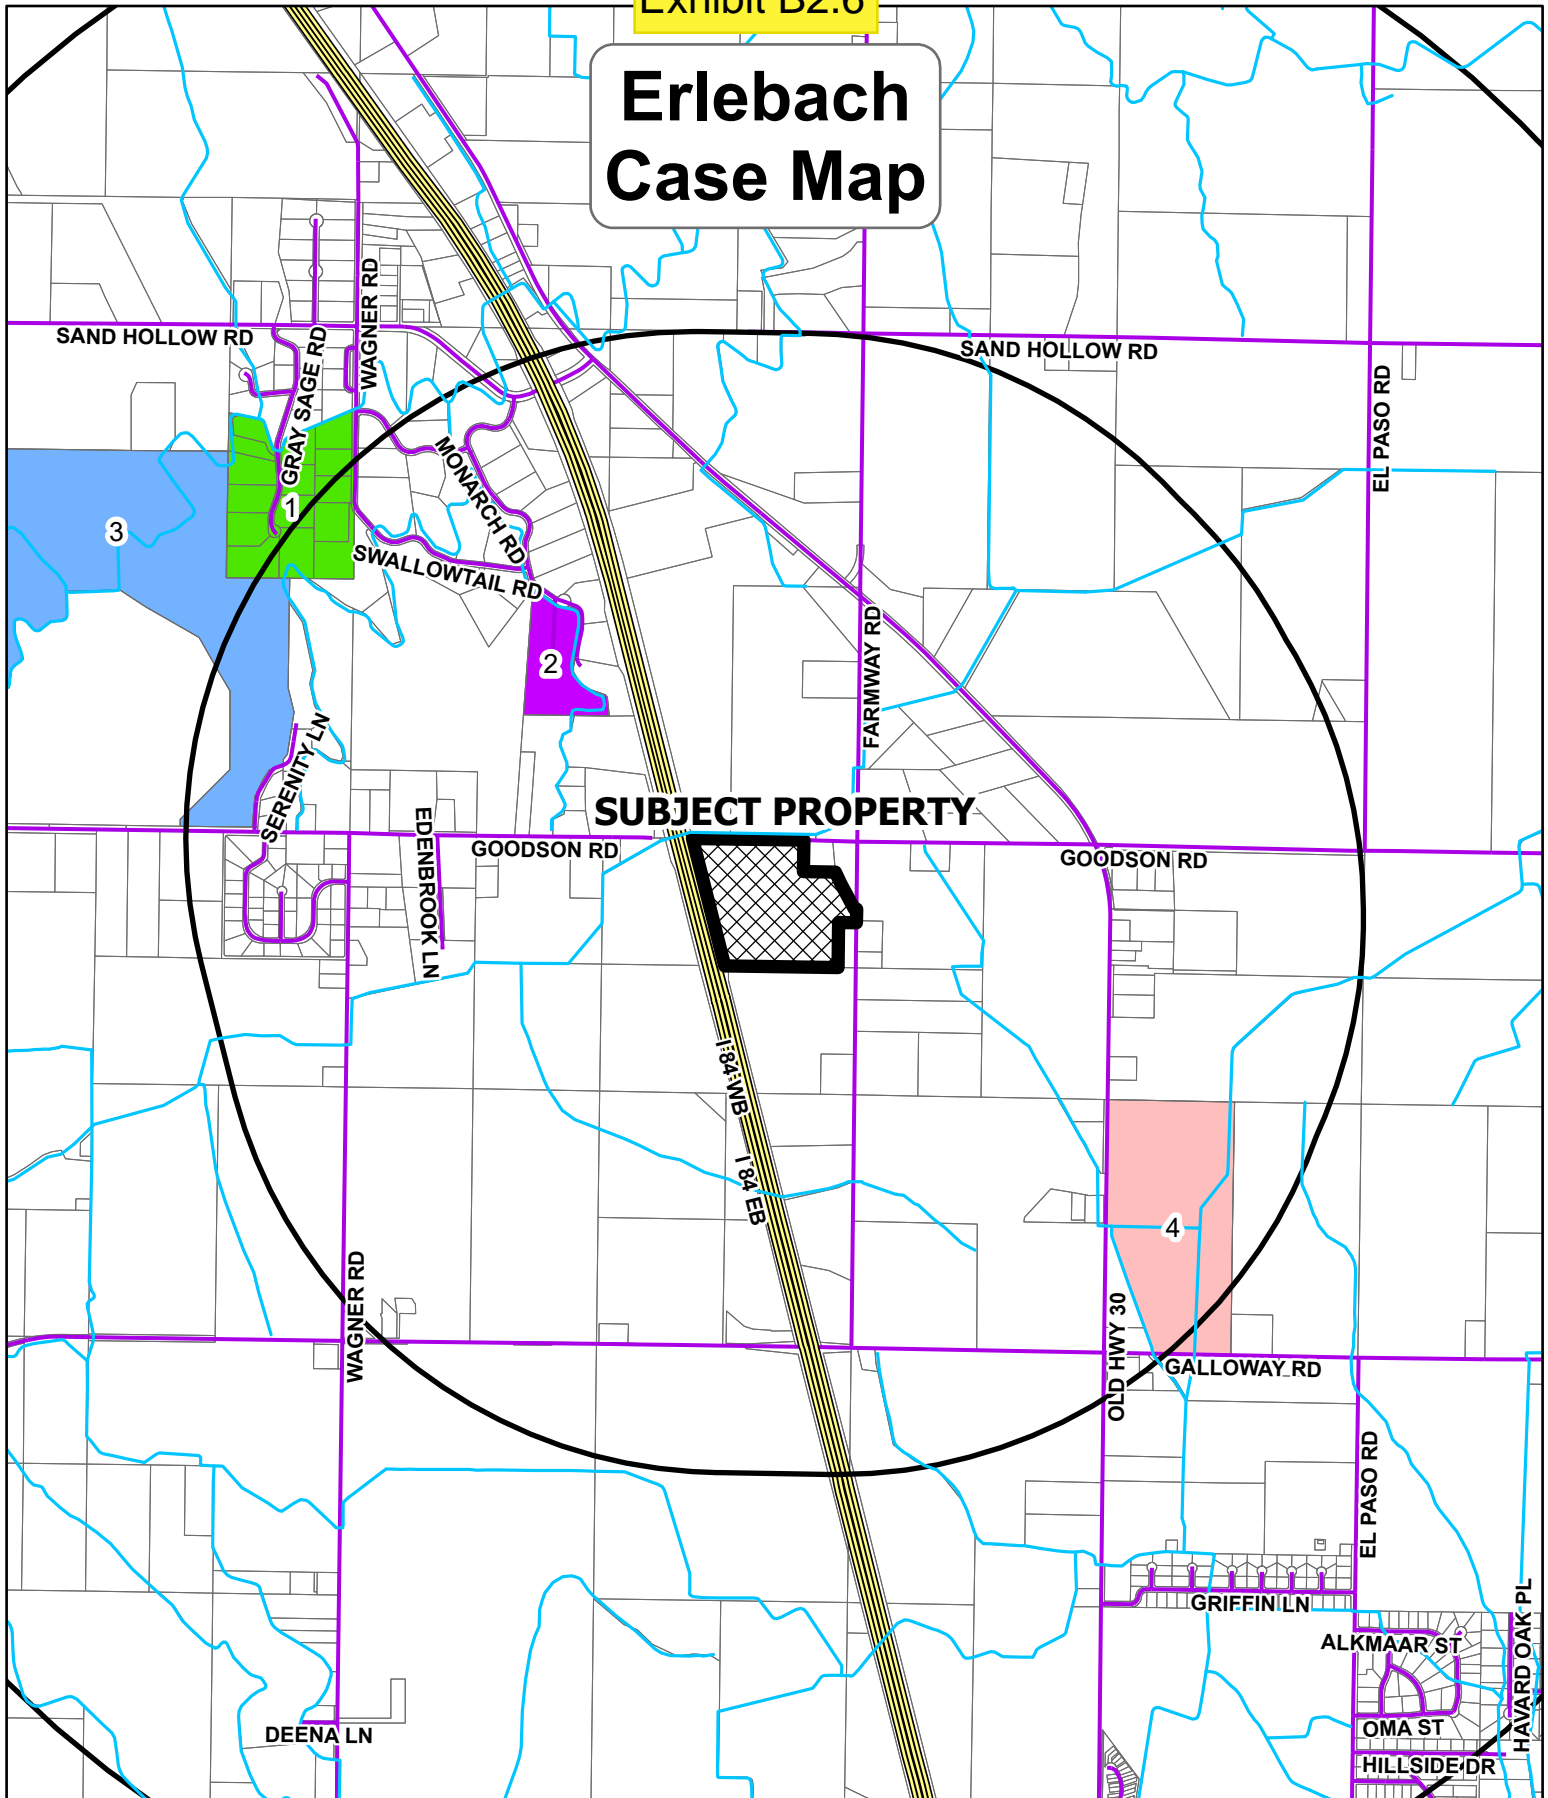 Exhibit B2.6
Erlebach
Case Map
WAGNER RD
SAND HOLLOW RD
GRAY SAGE RD
SAND HOLLOW RD
EL PASO RD
MONARCH RD
1
3
SWALLOWTAIL RD
2
FARMWAY RD
SERENITY LN
SUBJECT PROPERTY
EDENBROOK LN
GOODSON RD
GOODSON RD
I 84 WB
I 84 EB
4
WAGNER RD
OLD HWY 30
GALLOWAY RD
EL PASO RD
GRIFFIN LN
ALKMAAR ST
HAVARD OAK PL
OMA ST
DEENA LN
HILLSIDE DR